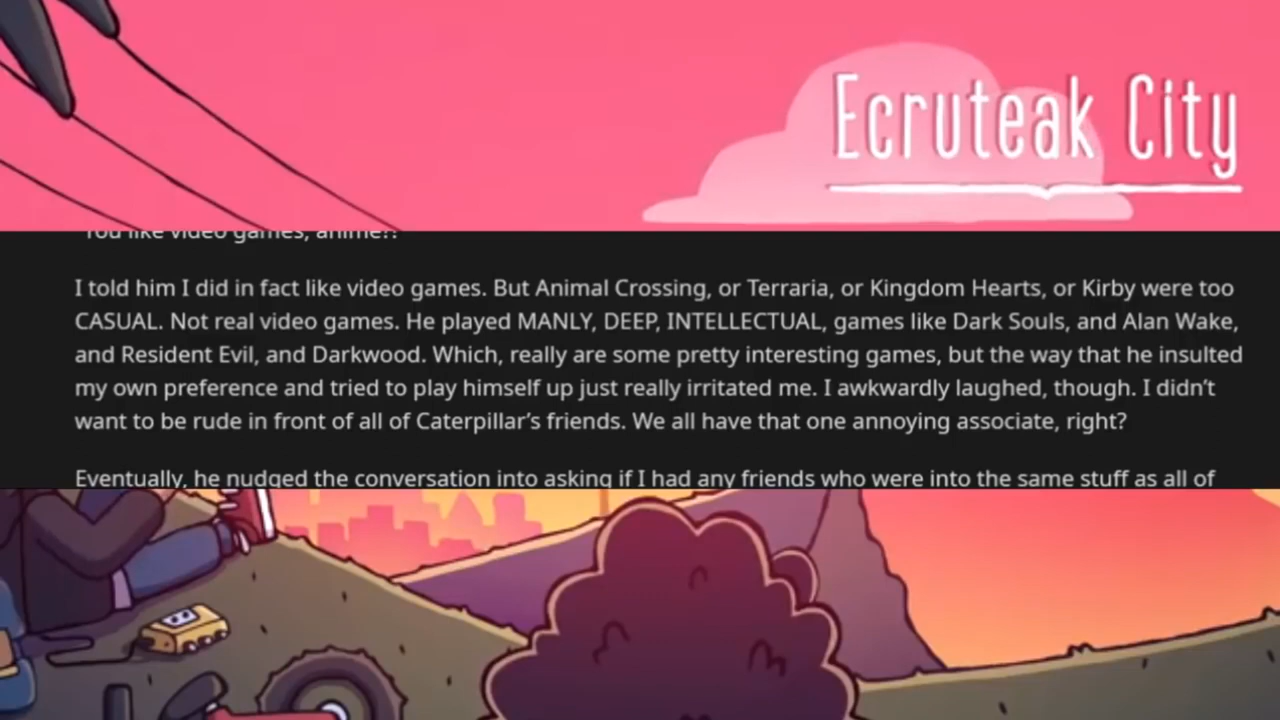 Ecruteak City
You like video games, anime?!
I told him I did in fact like video games. But Animal Crossing, or Terraria, or Kingdom Hearts, or Kirby were too
CASUAL. Not real video games. He played MANLY, DEEP, INTELLECTUAL, games like Dark Souls, and Alan Wake,
and Resident Evil, and Darkwood. Which, really are some pretty interesting games, but the way that he insulted
my own preference and tried to play himself up just really irritated me. I awkwardly laughed, though. I didn’t
want to be rude in front of all of Caterpillar’s friends. We all have that one annoying associate, right?
Eventually, he nudged the conversation into asking if I had any friends who were into the same stuff as all of